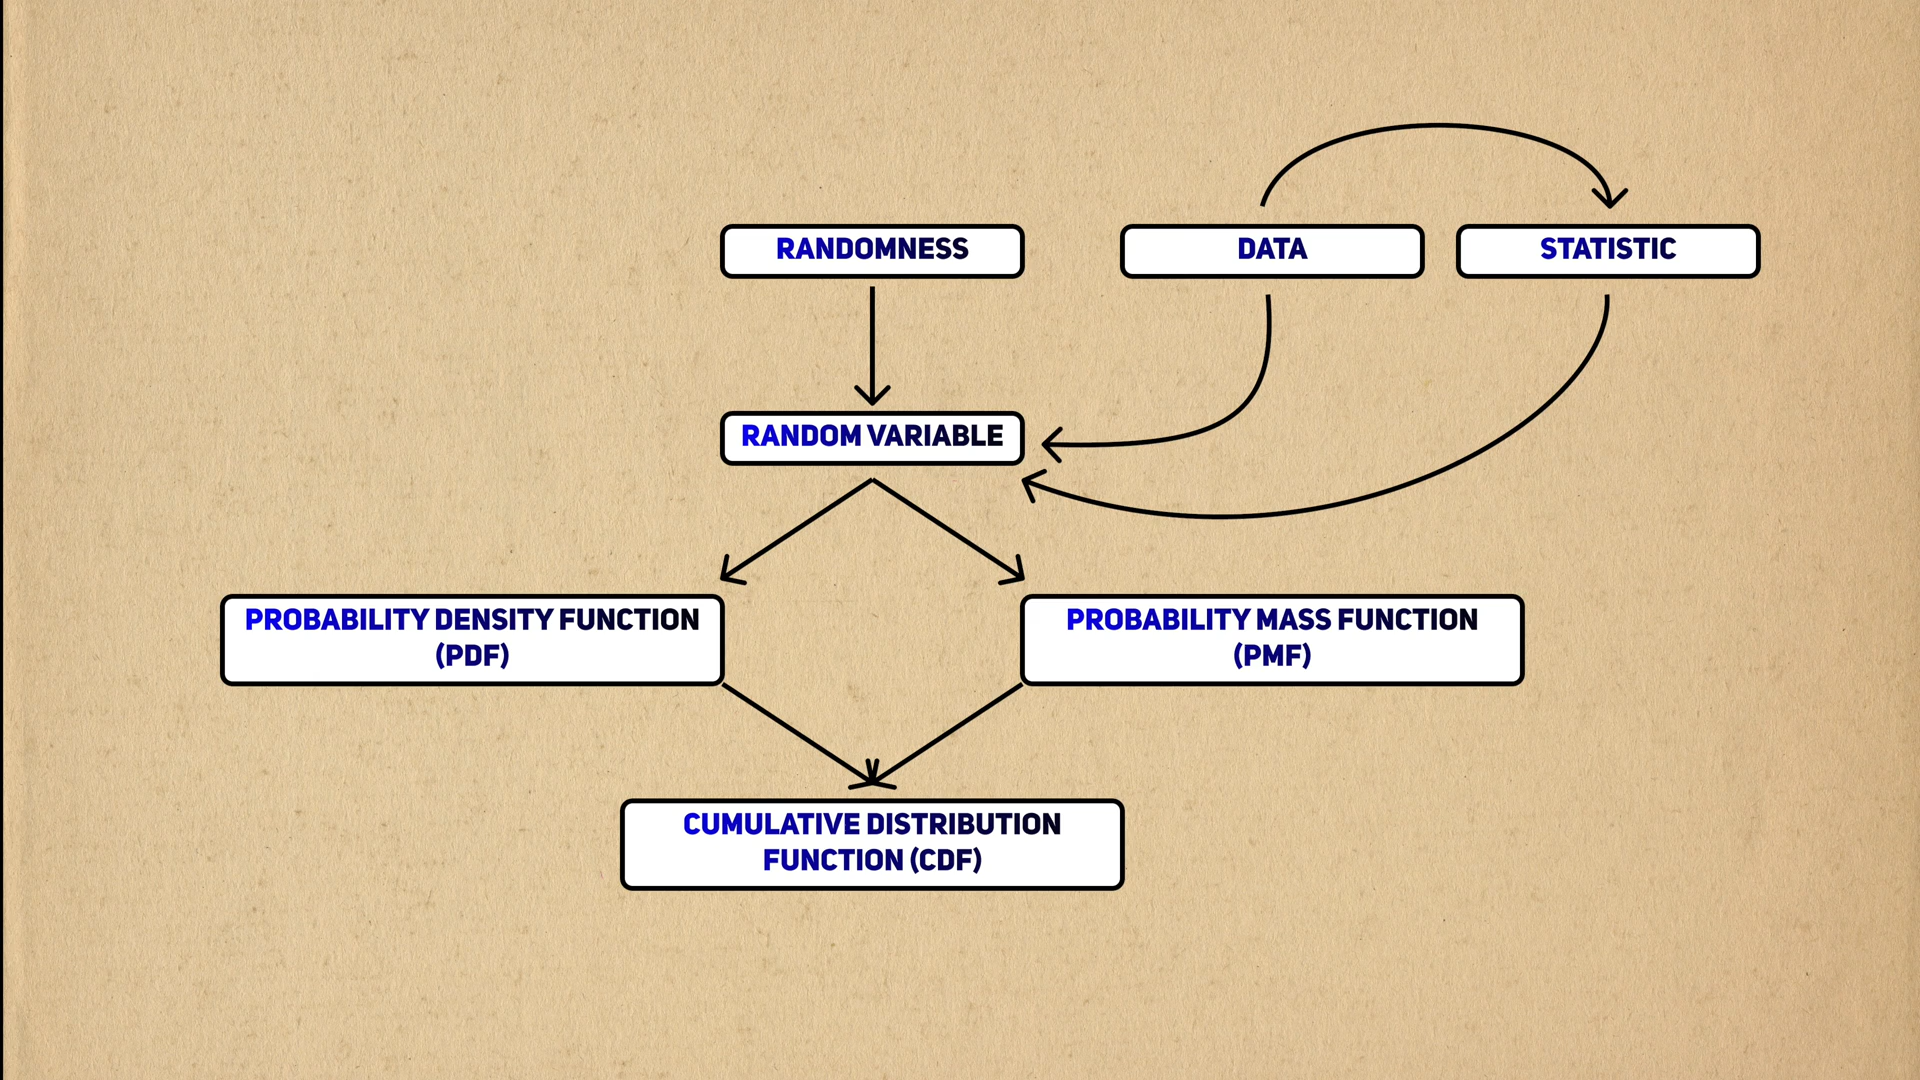 RANDOMNESS
DATA
STATISTIC
RANDOM VARIABLE
PROBABILITY DENSITY FUNCTION
(PDF)
PROBABILITY MASS FUNCTION
(PMF)
CUMULATIVE DISTRIBUTION
FUNCTION (CDF)